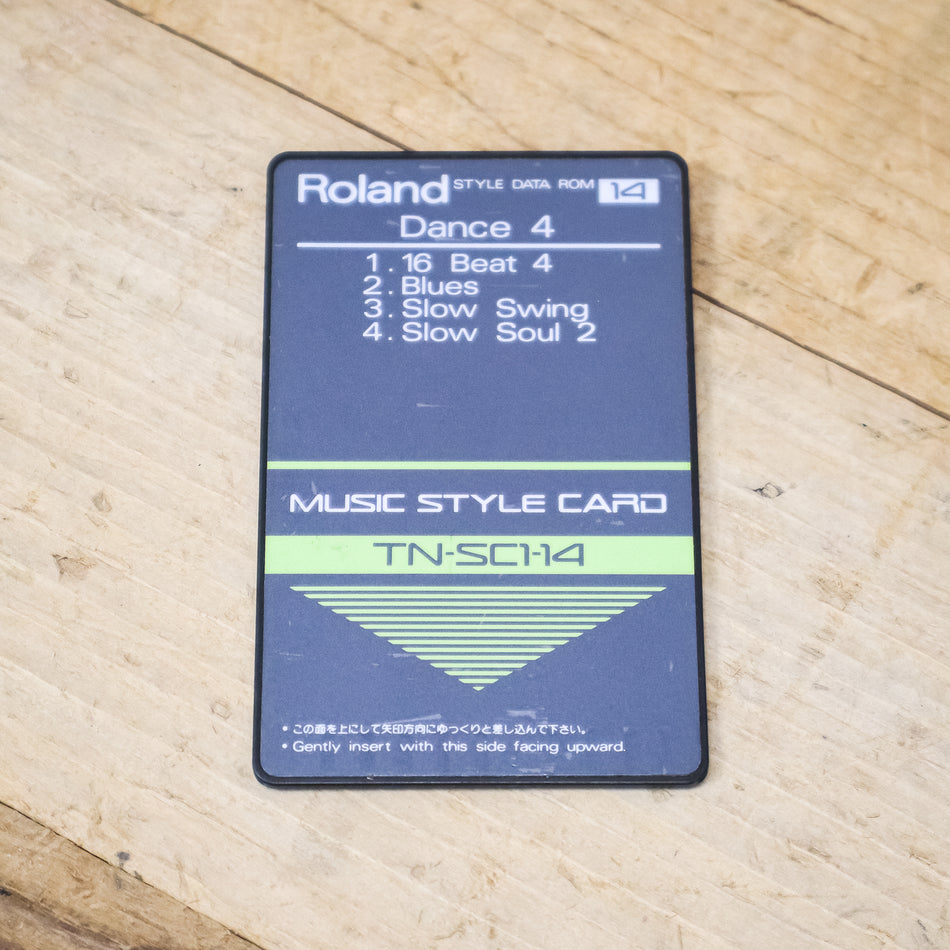 Roland STYLE DATA ROM 14
Dance 4
1. 16 Beat 4
2. Blues
3. Slow Swing
4. Slow Soul 2
MUSIC STYLE CARD
TN-SC1-14
• この面を上にして矢印方向にゆっくりと差し込んで下さい。
• Gently insert with this side facing upward.